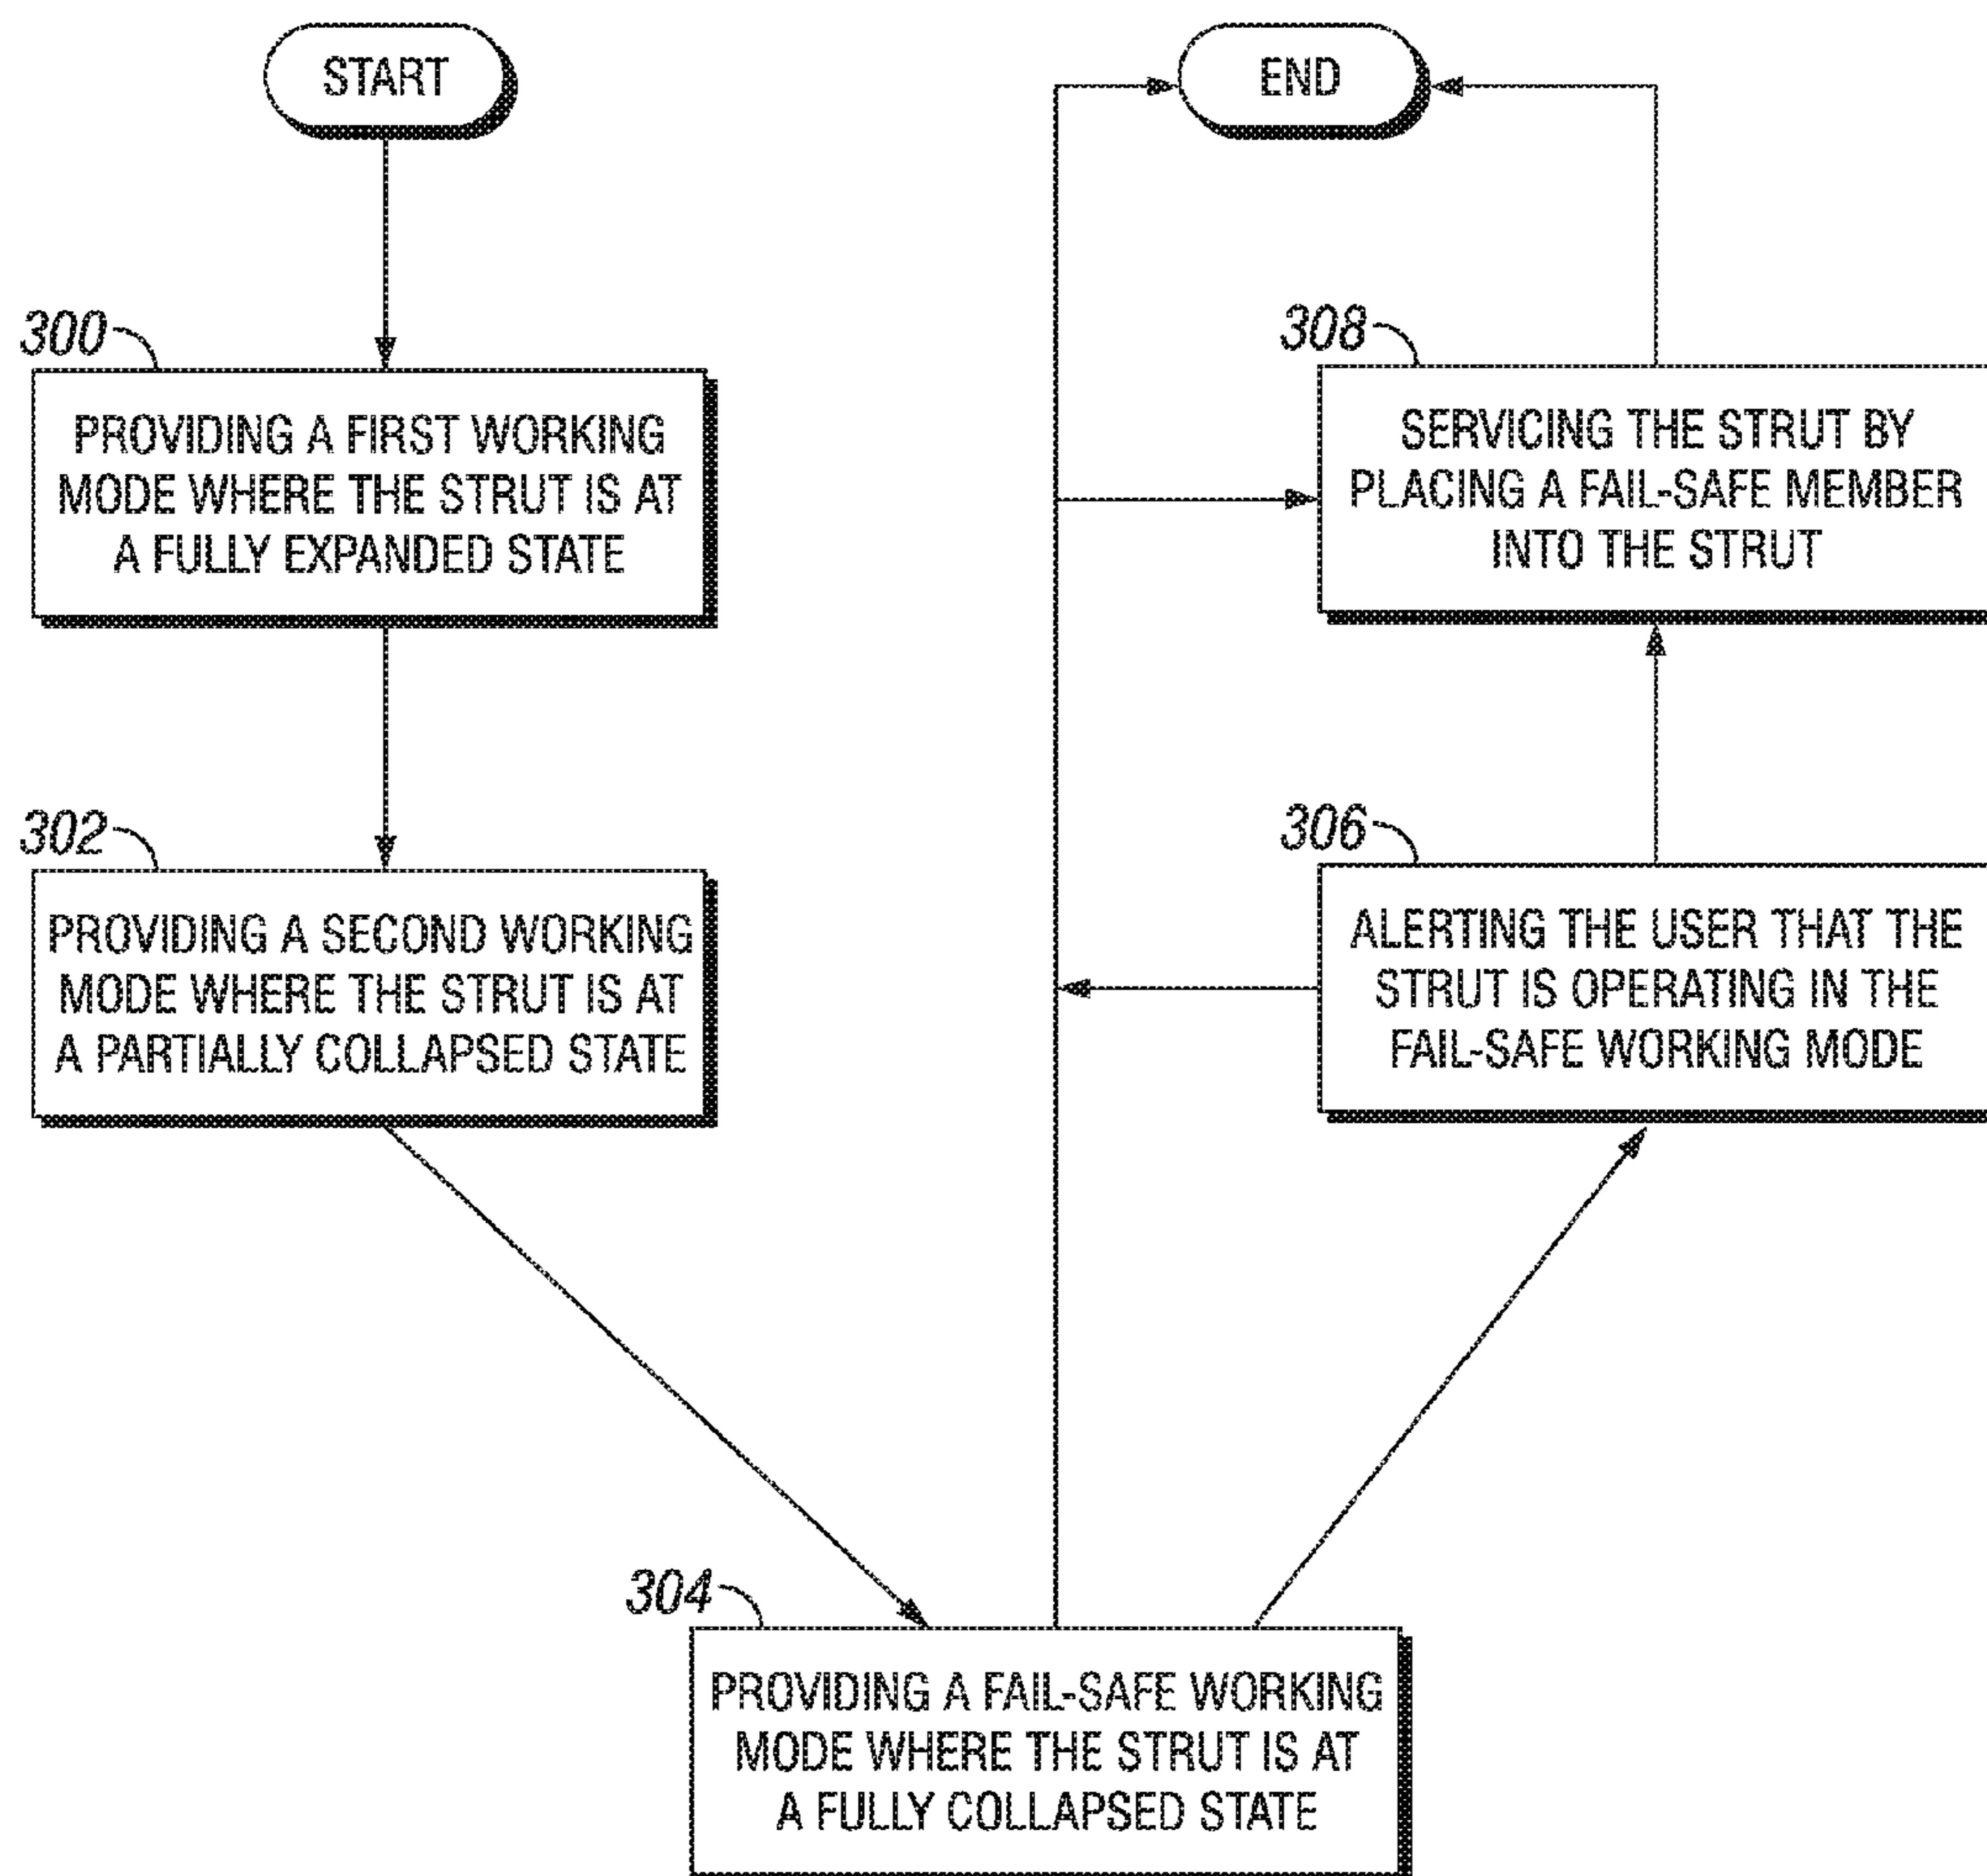 START
300
PROVIDING A FIRST WORKING
MODE WHERE THE STRUT IS AT
A FULLY EXPANDED STATE
302
PROVIDING A SECOND WORKING
MODE WHERE THE STRUT IS AT
A PARTIALLY COLLAPSED STATE
304
PROVIDING A FAIL-SAFE WORKING
MODE WHERE THE STRUT IS AT
A FULLY COLLAPSED STATE
306
ALERTING THE USER THAT THE
STRUT IS OPERATING IN THE
FAIL-SAFE WORKING MODE
308
SERVICING THE STRUT BY
PLACING A FAIL-SAFE MEMBER
INTO THE STRUT
END